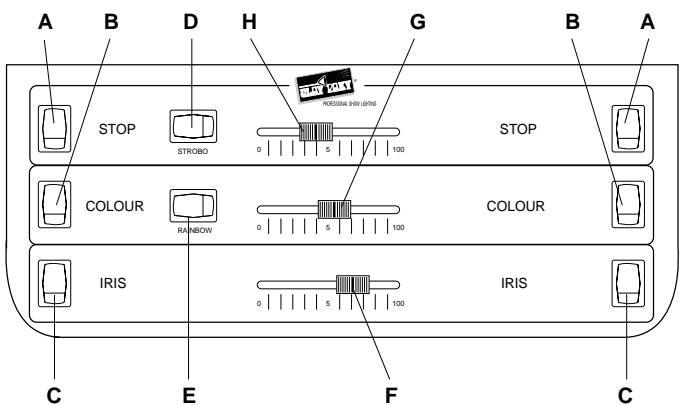 A B D H G B A
PROFESSIONAL SHOW LIGHTING
STOP STOP
STROBO
0 5 100
COLOUR COLOUR
RAINBOW
0 5 100
IRIS IRIS
0 5 100
C E F C